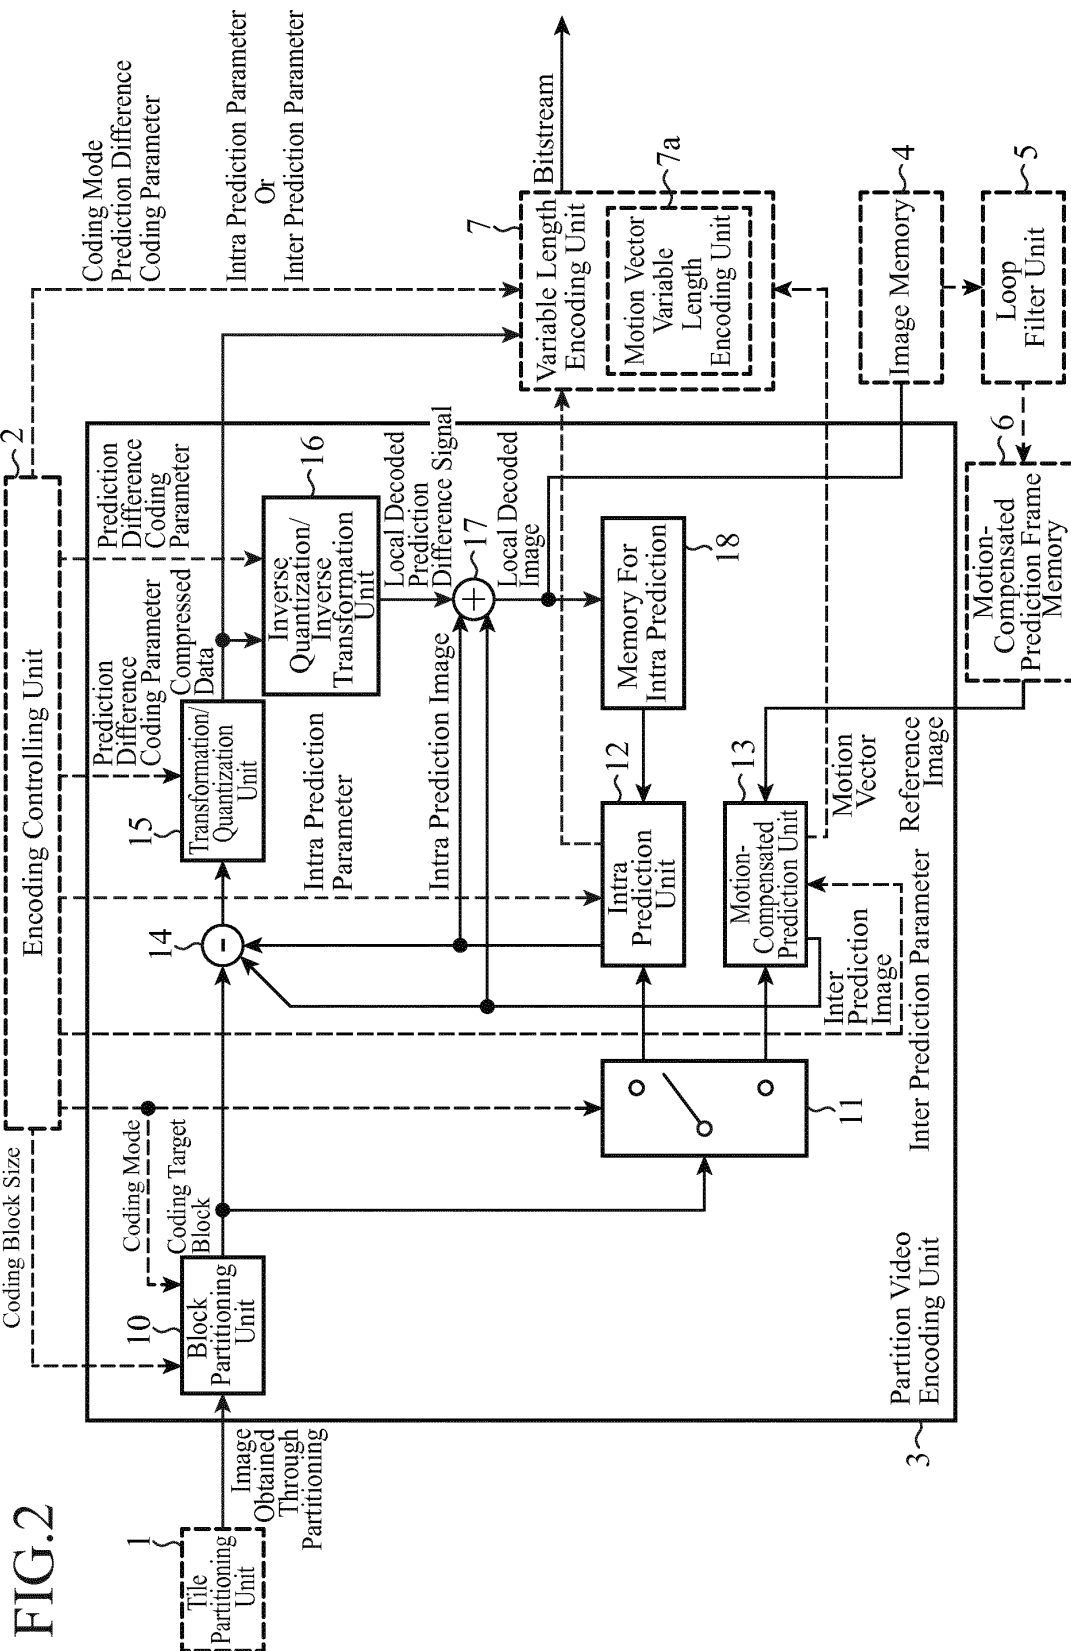 FIG.2
2
Encoding Controlling Unit
Coding Block Size
Coding Mode
Prediction Difference
Coding Parameter
Intra Prediction Parameter
Or
Inter Prediction Parameter
1
Tile
Partitioning
Unit
Image
Obtained
Through
Partitioning
10
Block
Partitioning
Unit
Coding Mode
Coding Target
Block
14
-
15
Transformation/
Quantization
Unit
Prediction
Difference
Coding Parameter
Compressed
Data
Prediction
Difference
Coding
Parameter
16
Inverse
Quantization/
Inverse
Transformation
Unit
Intra Prediction
Parameter
Local Decoded
Prediction
Difference Signal
Intra Prediction Image
17
+
Local Decoded
Image
7
Variable Length
Encoding Unit
7a
Motion Vector
Variable
Length
Encoding Unit
Bitstream
11
12
Intra
Prediction
Unit
18
Memory For
Intra Prediction
13
Motion-
Compensated
Prediction Unit
Motion
Vector
Inter
Prediction
Image
Inter Prediction Parameter
Reference
Image
4
Image Memory
5
Loop
Filter Unit
6
Motion-
Compensated
Prediction Frame
Memory
3
Partition Video
Encoding Unit